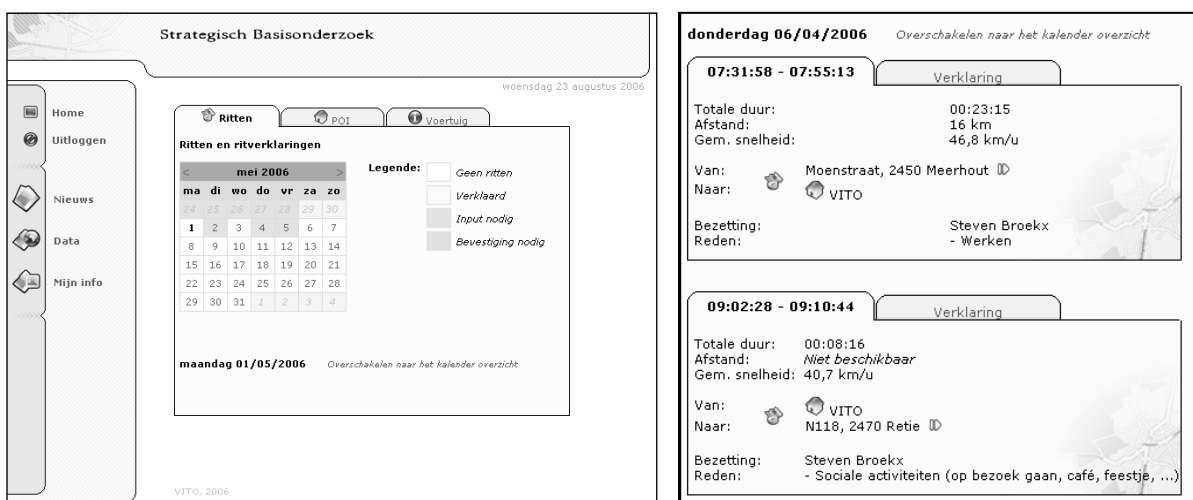 Strategisch Basisonderzoek
woensdag 23 augustus 2006
Home
Uitloggen
Nieuws
Data
Mijn info
Ritten POI Voertuig
Ritten en ritverklaringen
< mei 2006 >
ma di wo do vr za zo
24 25 26 27 28 29 30
1 2 3 4 5 6 7
8 9 10 11 12 13 14
15 16 17 18 19 20 21
22 23 24 25 26 27 28
29 30 31 1 2 3 4
Legende:
Geen ritten
Verklaard
Input nodig
Bevestiging nodig
maandag 01/05/2006 Overschakelen naar het kalender overzicht
VITO, 2006
donderdag 06/04/2006 Overschakelen naar het kalender overzicht
07:31:58 - 07:55:13 Verklaring
Totale duur: 00:23:15
Afstand: 16 km
Gem. snelheid: 46,8 km/u
Van: Moenstraat, 2450 Meerhout
Naar: VITO
Bezetting: Steven Broekx
Reden: - Werken
09:02:28 - 09:10:44 Verklaring
Totale duur: 00:08:16
Afstand: Niet beschikbaar
Gem. snelheid: 40,7 km/u
Van: VITO
Naar: N118, 2470 Retie
Bezetting: Steven Broekx
Reden: - Sociale activiteiten (op bezoek gaan, café, feestje, ...)